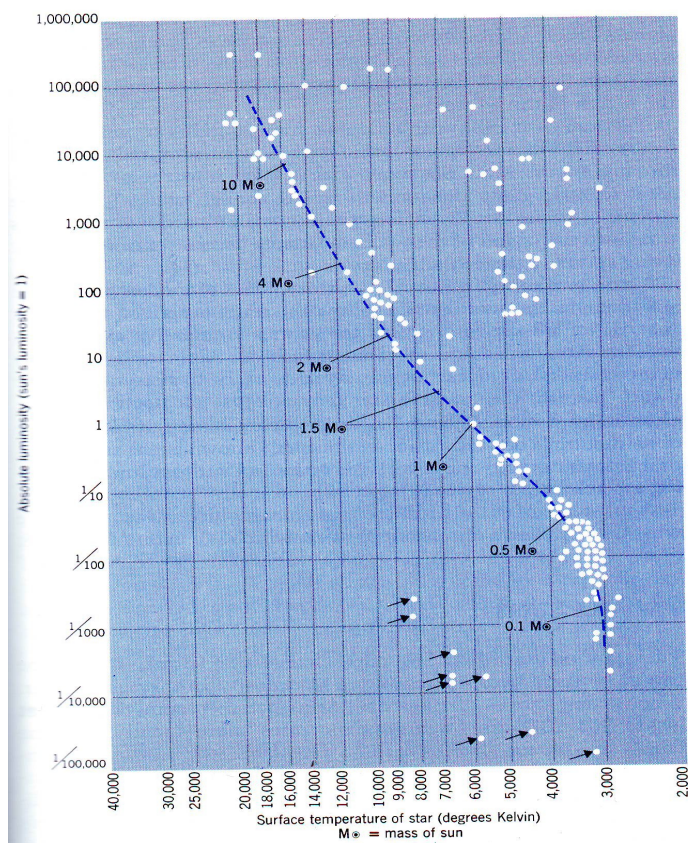 1,000,000
100,000
10,000
1,000
100
10
1
1/10
1/100
1/1000
1/10,000
1/100,000
Absolute luminosity (sun's luminosity = 1)
10 M⊙
4 M⊙
2 M⊙
1.5 M⊙
1 M⊙
0.5 M⊙
0.1 M⊙
40,000 30,000 25,000 20,000 18,000 16,000 14,000 12,000 10,000 9,000 8,000 7,000 6,000 5,000 4,000 3,000 2,000
Surface temperature of star (degrees Kelvin)
M⊙ = mass of sun